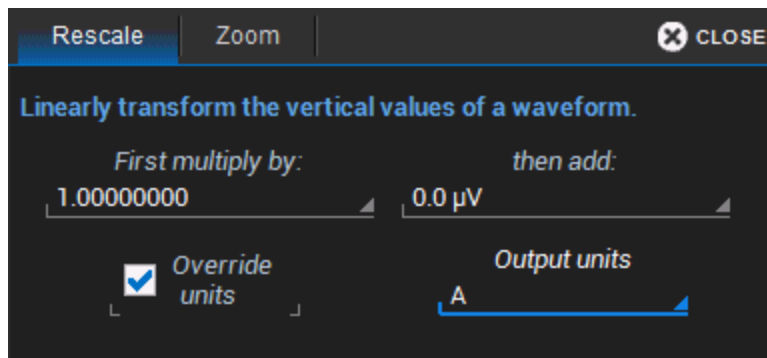 Rescale Zoom CLOSE
Linearly transform the vertical values of a waveform.
First multiply by: then add:
1.00000000 0.0 µV
Override Output units
units A